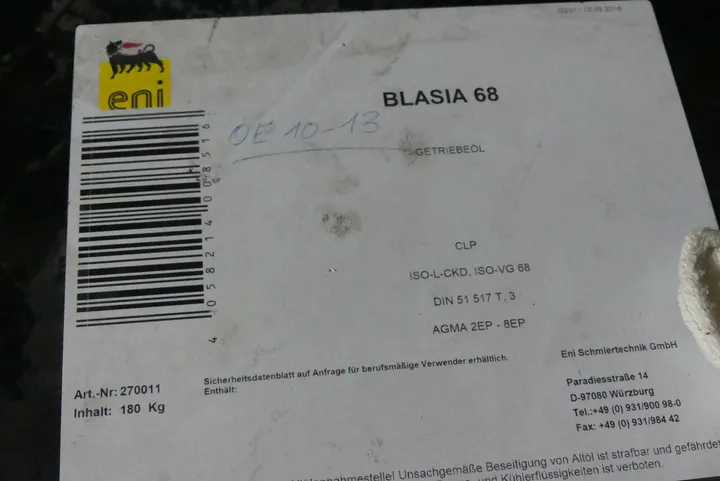 eni
BLASIA 68
OE 10-13
GETRIEBEÖL
4 058214 008516
CLP
ISO-L-CKD, ISO-VG 68
DIN 51 517 T. 3
AGMA 2EP - 8EP
Art.-Nr: 270011
Inhalt: 180 Kg
Sicherheitsdatenblatt auf Anfrage für berufsmäßige Verwender erhältlich.
Enthält:
Eni Schmiertechnik GmbH
Paradiesstraße 14
D-97080 Würzburg
Tel.:+49 (0) 931/900 98-0
Fax: +49 (0) 931/984 42
Unsachgemäße Beseitigung von Altöl ist strafbar und gefährdet
und Kühlerflüssigkeiten ist verboten.